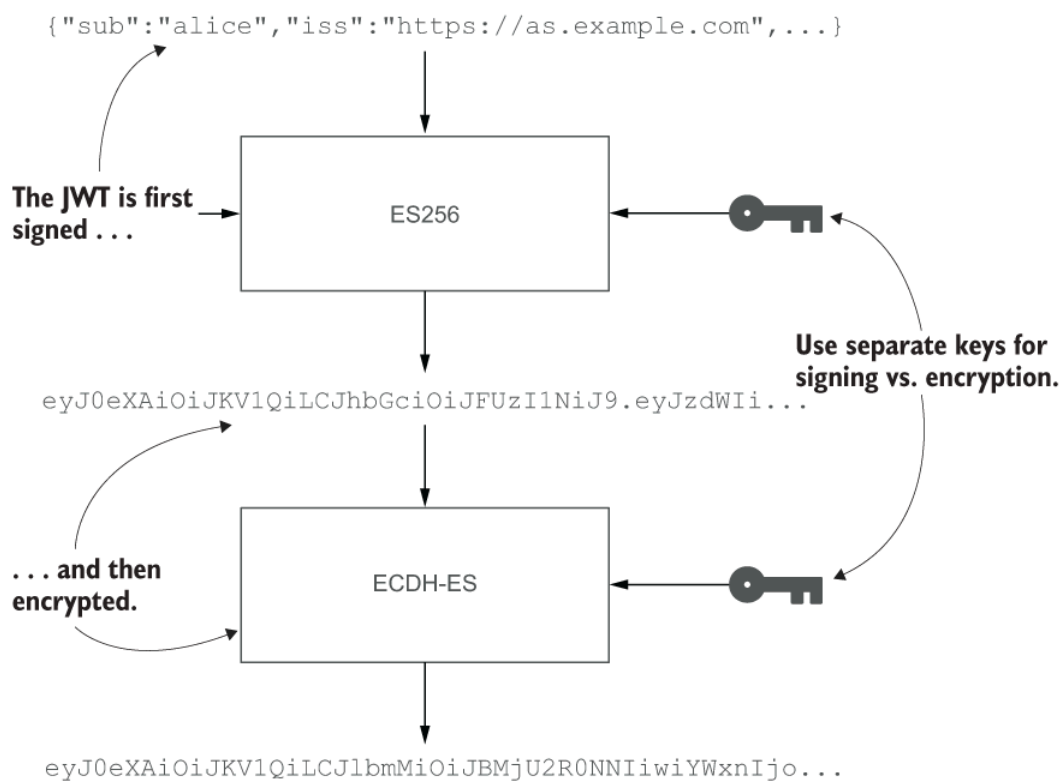 {"sub":"alice","iss":"https://as.example.com",...}
The JWT is first
signed . . .
ES256
Use separate keys for
signing vs. encryption.
eyJ0eXAiOiJKV1QiLCJhbGciOiJFUzI1NiJ9.eyJzdWIi...
. . . and then
encrypted.
ECDH-ES
eyJ0eXAiOiJKV1QiLCJlbmMiOiJBMjU2R0NNIiwiYWxnIjo...